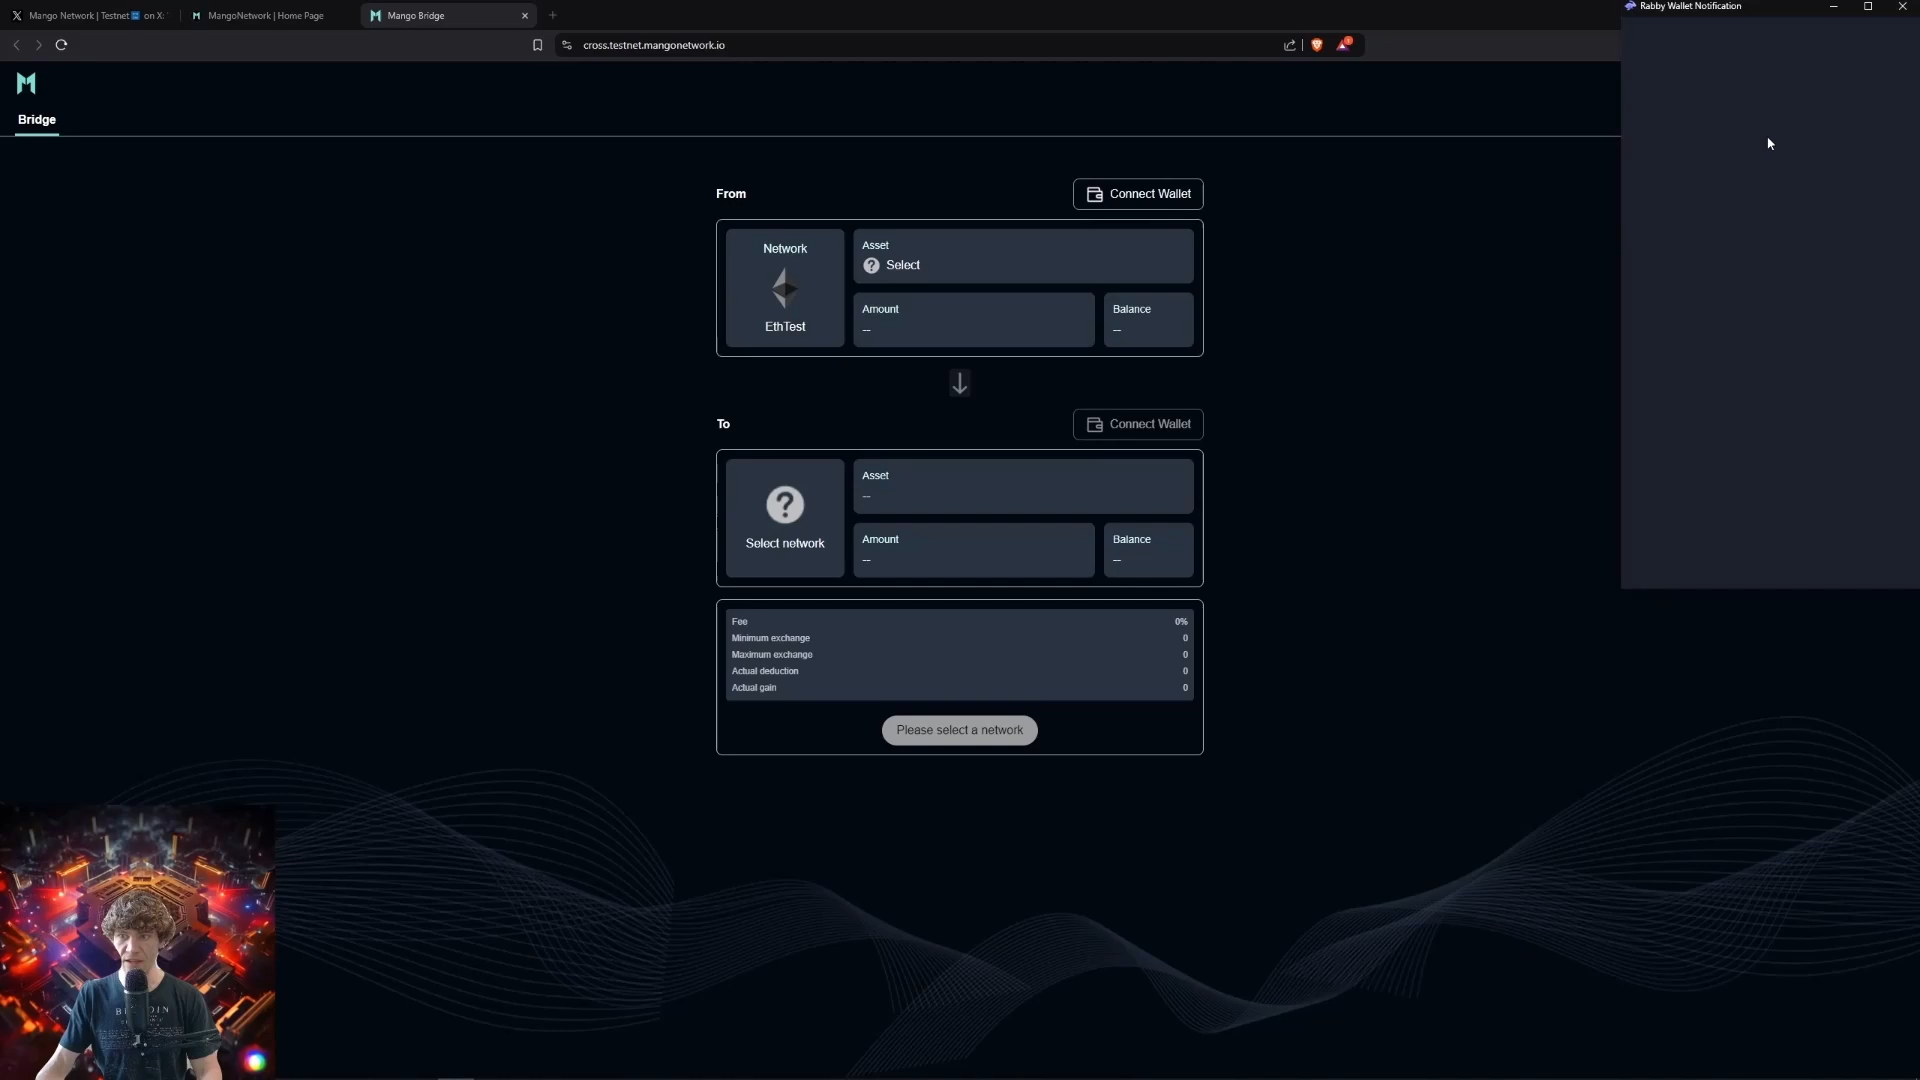 Mango Network | Testnet on X:
MangoNetwork | Home Page
Mango Bridge
Rabby Wallet Notification
cross.testnet.mangonetwork.io
Bridge
From
Connect Wallet
Network
EthTest
Asset
Select
Amount
--
Balance
--
To
Connect Wallet
Select network
Asset
--
Amount
--
Balance
--
Fee 0%
Minimum exchange 0
Maximum exchange 0
Actual deduction 0
Actual gain 0
Please select a network